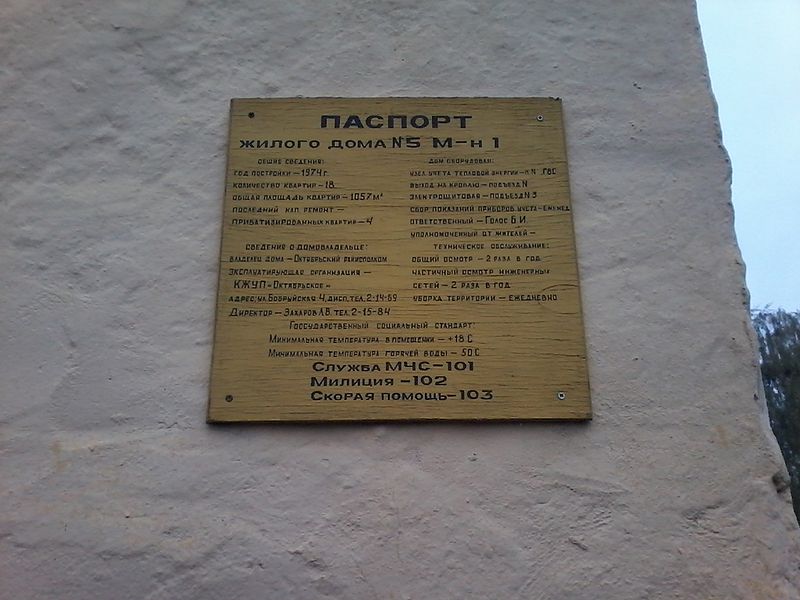 ПАСПОРТ
ЖИЛОГО ДОМА №5 М-Н 1
ОБЩИЕ СВЕДЕНИЯ:
ГОД ПОСТРОЙКИ – 1974 г.
КОЛИЧЕСТВО КВАРТИР – 18
ОБЩАЯ ПЛОЩАДЬ КВАРТИР – 1057 М²
ПОСЛЕДНИЙ КАП. РЕМОНТ –
ПРИВАТИЗИРОВАННЫХ КВАРТИР – 4
СВЕДЕНИЯ О ДОМОВЛАДЕЛЬЦЕ:
ВЛАДЕЛЕЦ ДОМА – ОКТЯБРЬСКИЙ РАЙИСПОЛКОМ
ЭКСПЛУАТИРУЮЩАЯ ОРГАНИЗАЦИЯ –
КЖУП «ОКТЯБРЬСКОЕ»
АДРЕС: УЛ. БОБРУЙСКАЯ 4, ДИСП. ТЕЛ. 2-14-69
ДИРЕКТОР – ЗАХАРОВ А.В. ТЕЛ. 2-15-84
ДОМ ОБОРУДОВАН:
УЗЕЛ УЧЕТА ТЕПЛОВОЙ ЭНЕРГИИ – П N ГВС
ВЫХОД НА КРОВЛЮ – ПОДЪЕЗД N
ЭЛЕКТРОЩИТОВАЯ – ПОДЪЕЗД N 3
СБОР ПОКАЗАНИЙ ПРИБОРОВ УЧЕТА – ЕЖЕМЕД
ОТВЕТСТВЕННЫЙ – ГОЛОС Б.И.
УПОЛНОМОЧЕННЫЙ ОТ ЖИТЕЛЕЙ –
ТЕХНИЧЕСКОЕ ОБСЛУЖИВАНИЕ:
ОБЩИЙ ОСМОТР – 2 РАЗА В ГОД
ЧАСТИЧНЫЙ ОСМОТР ИНЖЕНЕРНЫХ
СЕТЕЙ – 2 РАЗА В ГОД
УБОРКА ТЕРРИТОРИИ – ЕЖЕДНЕВНО
ГОССУДАРСТВЕННЫЙ СОЦИАЛЬНЫЙ СТАНДАРТ:
МИНИМАЛЬНАЯ ТЕМПЕРАТУРА В ПОМЕЩЕНИИ – +18 С
МИНИМАЛЬНАЯ ТЕМПЕРАТУРА ГОРЯЧЕЙ ВОДЫ – 50 С
СЛУЖБА МЧС – 101
МИЛИЦИЯ – 102
СКОРАЯ ПОМОЩЬ – 103